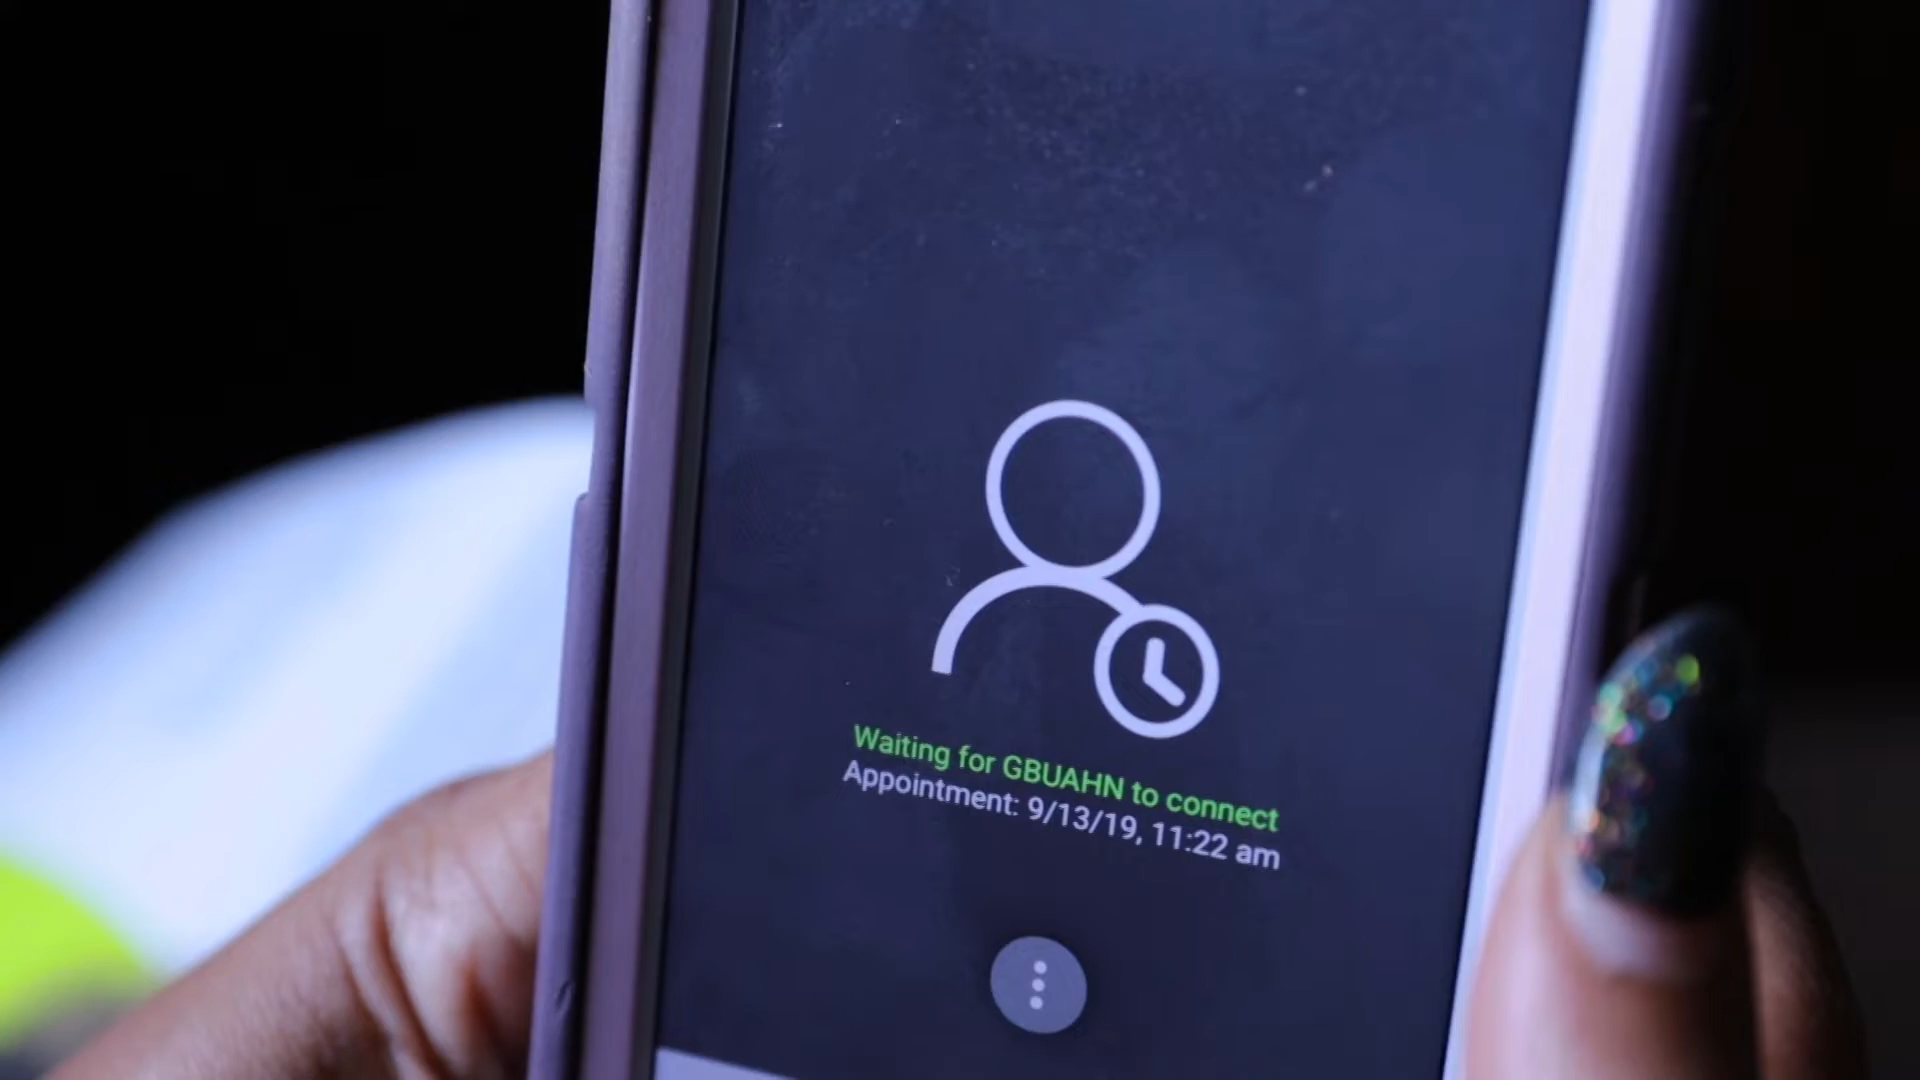 Waiting for GBUAHN to connect
Appointment: 9/13/19, 11:22 am